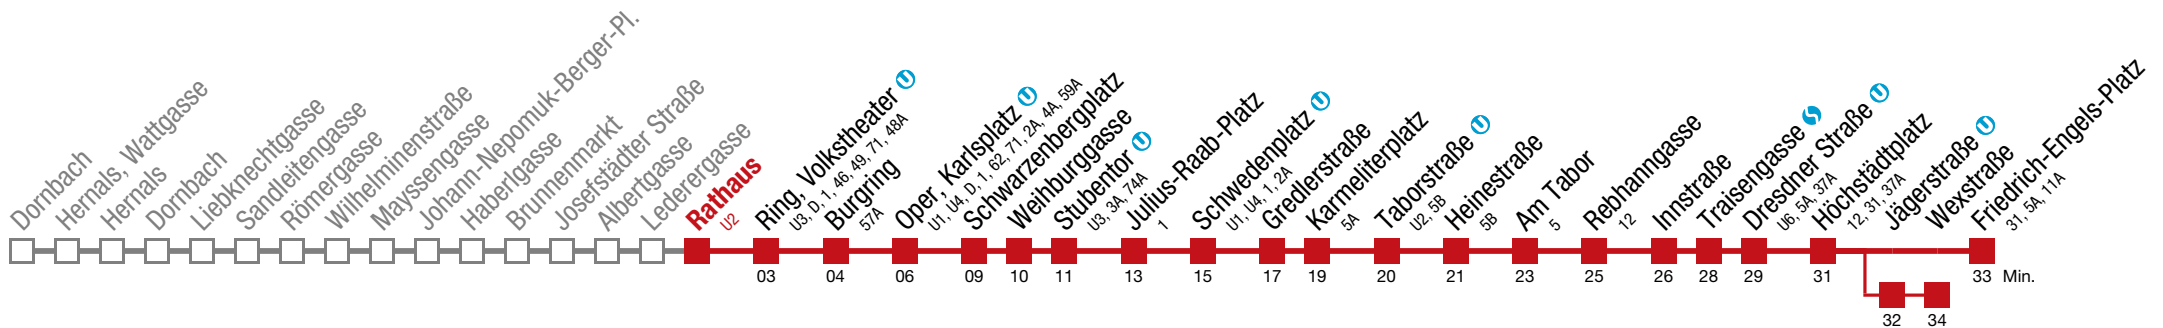 Dornbach
Hernals, Wattgasse
Hernals
Dornbach
Liebknechtgasse
Sandleitengasse
Römergasse
Wilhelminenstraße
Mayssengasse
Johann-Nepomuk-Berger-Pl.
Haberlgasse
Brunnenmarkt
Josefstädter Straße
Albertgasse
Lederergasse
Rathaus
U2
Ring, Volkstheater U
U3, D, 1, 46, 49, 71, 48A
Burgring
57A
Oper, Karlsplatz U
U1, U4, D, 1, 62, 71, 2A, 4A, 59A
Schwarzenbergplatz
Weihburggasse
Stubentor U
U3, 3A, 74A
Julius-Raab-Platz
1
Schwedenplatz U
U1, U4, 1, 2A
Gredlerstraße
Karmeliterplatz
5A
Taborstraße U
U2, 5B
Heinestraße
5B
Am Tabor
5
Rebhanngasse
12
Innstraße
Traisengasse S
Dresdner Straße U
U6, 5A, 37A
Höchstädtplatz
12, 31, 37A
Jägerstraße U
Wexstraße
Friedrich-Engels-Platz
31, 5A, 11A
03 04 06 09 10 11 13 15 17 19 20 21 23 25 26 28 29 31 33 Min.
32 34